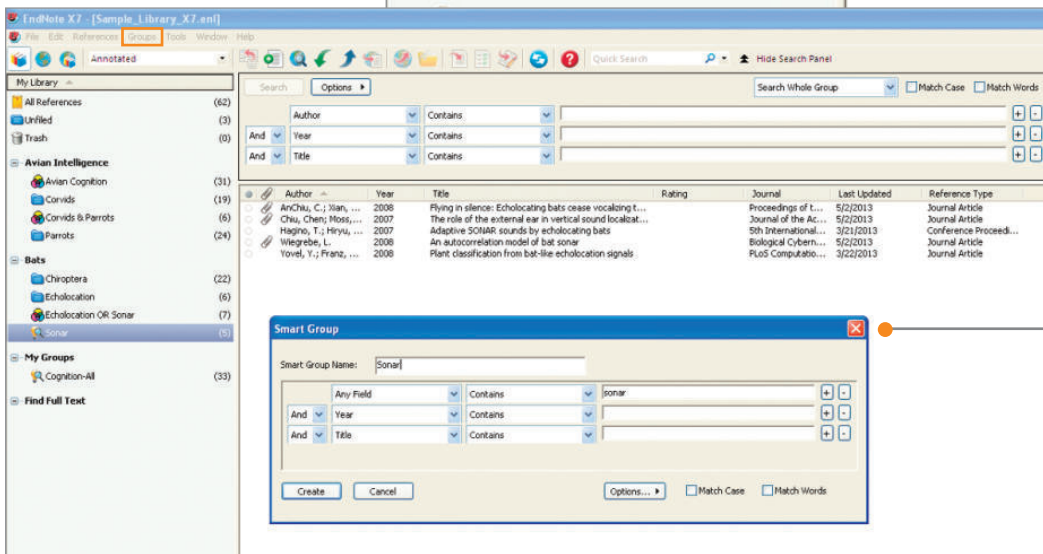 EndNote X7 - [Sample_Library_X7.enl]
File Edit References Groups Tools Window Help
Annotated Quick Search Hide Search Panel
My Library
All References (62)
Unfiled (3)
Trash (0)
Avian Intelligence
Avian Cognition (31)
Corvids (19)
Corvids & Parrots (6)
Parrots (24)
Bats
Chiroptera (22)
Echolocation (6)
Echolocation OR Sonar (7)
Sonar (5)
My Groups
Cognition-All (33)
Find Full Text
Search Options Search Whole Group Match Case Match Words
Author Contains + -
And Year Contains + -
And Title Contains + -
Author Year Title Rating Journal Last Updated Reference Type
AnChiu, C.; Xian, ... 2008 Flying in silence: Echolocating bats cease vocalizing t... Proceedings of t... 5/2/2013 Journal Article
Chiu, Chen; Moss,... 2007 The role of the external ear in vertical sound localizat... Journal of the Ac... 5/2/2013 Journal Article
Hagino, T.; Hiryu, ... 2007 Adaptive SONAR sounds by echolocating bats 5th International... 3/21/2013 Conference Proceedi...
Wiegrebe, L. 2008 An autocorrelation model of bat sonar Biological Cybern... 5/2/2013 Journal Article
Yovel, Y.; Franz, ... 2008 Plant classification from bat-like echolocation signals PLoS Computatio... 3/22/2013 Journal Article
Smart Group
Smart Group Name: Sonar
Any Field Contains sonar + -
And Year Contains + -
And Title Contains + -
Create Cancel Options... Match Case Match Words